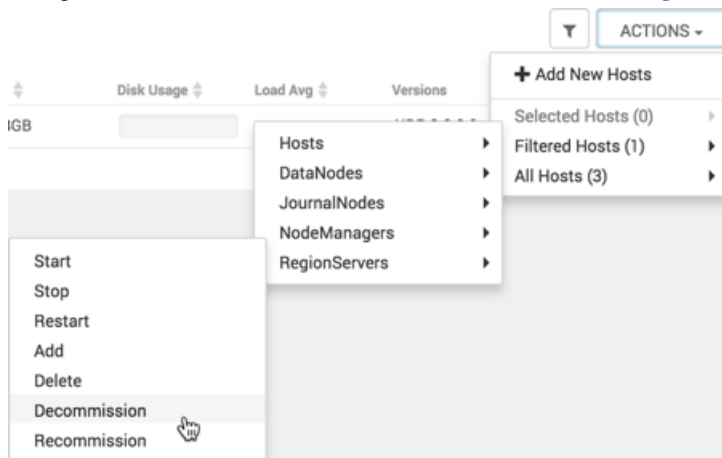 ACTIONS
Disk Usage Load Avg Versions
GB
+ Add New Hosts
Selected Hosts (0)
Filtered Hosts (1)
All Hosts (3)
Hosts
DataNodes
JournalNodes
NodeManagers
RegionServers
Start
Stop
Restart
Add
Delete
Decommission
Recommission